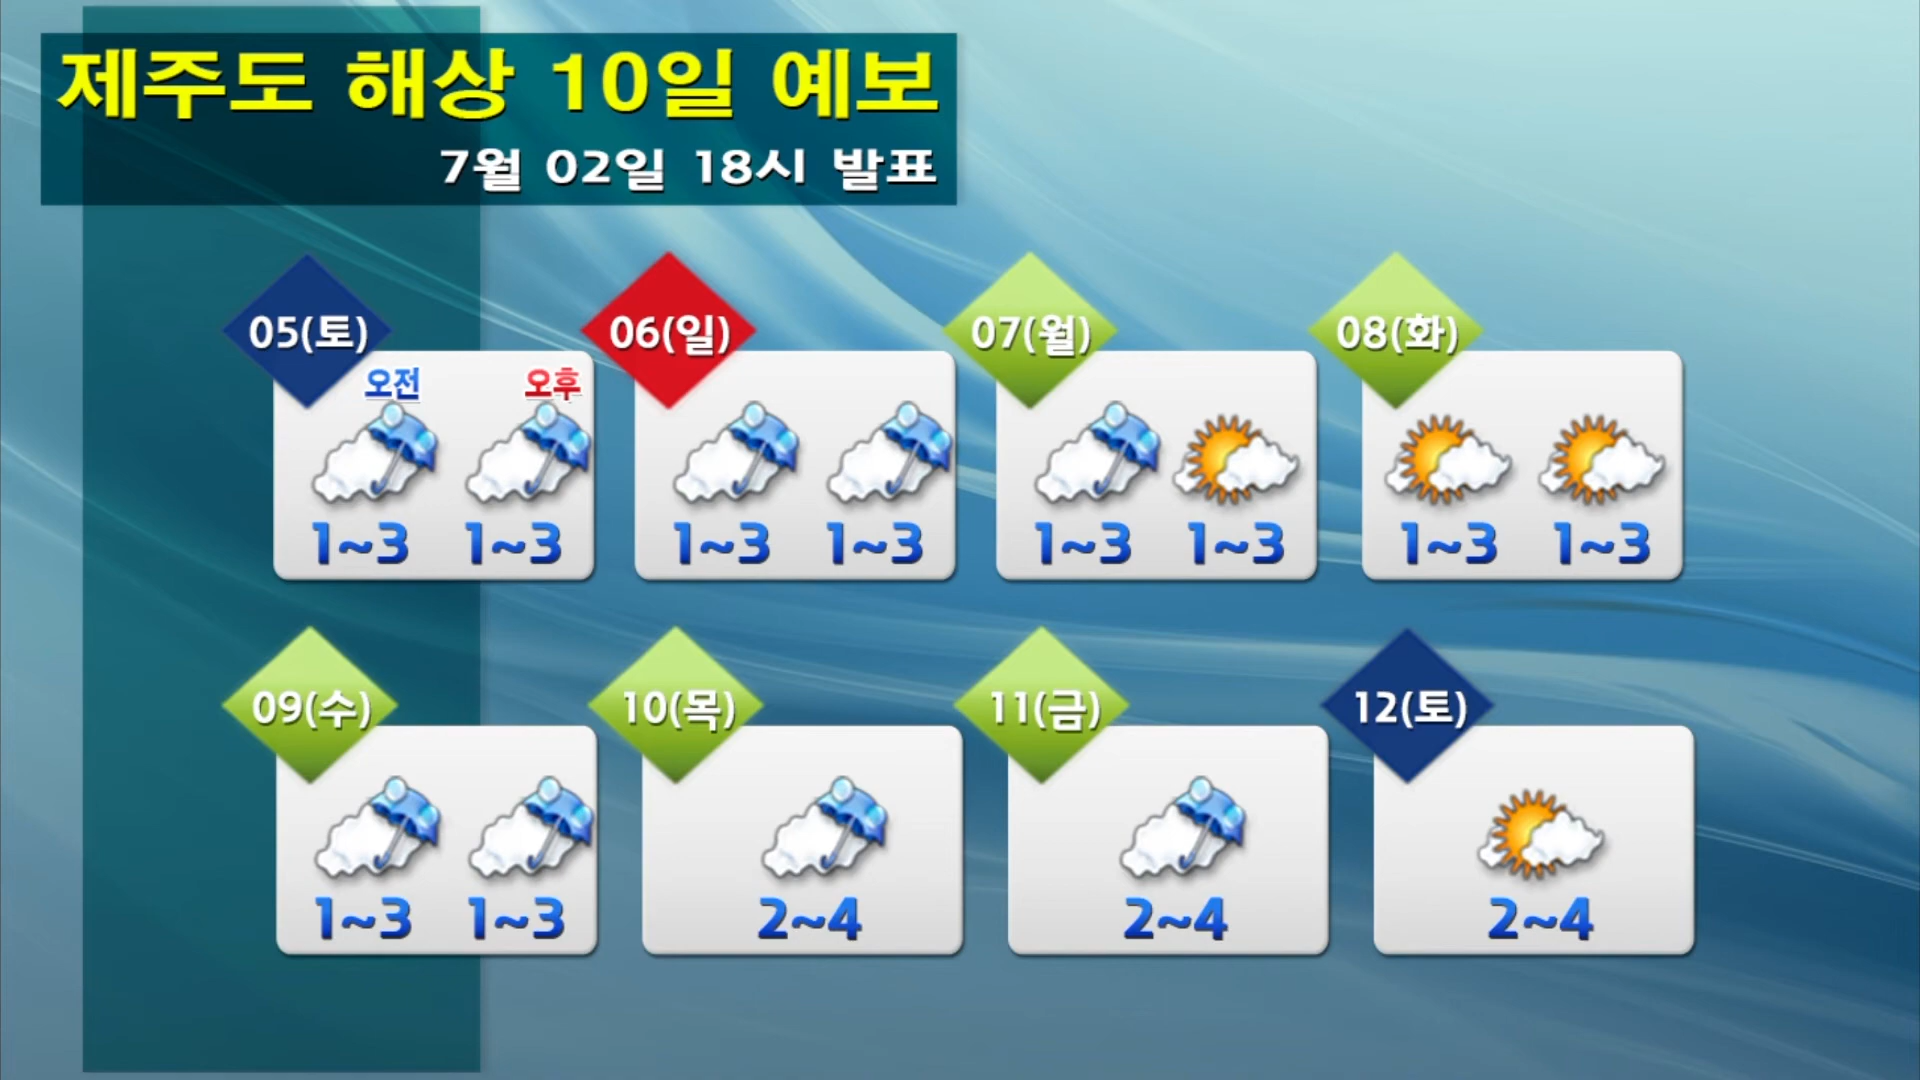 제주도 해상 10일 예보
7월 02일 18시 발표
05(토) 06(일) 07(월) 08(화)
오전 오후
1~3 1~3 1~3 1~3 1~3 1~3 1~3 1~3
09(수) 10(목) 11(금) 12(토)
1~3 1~3 2~4 2~4 2~4